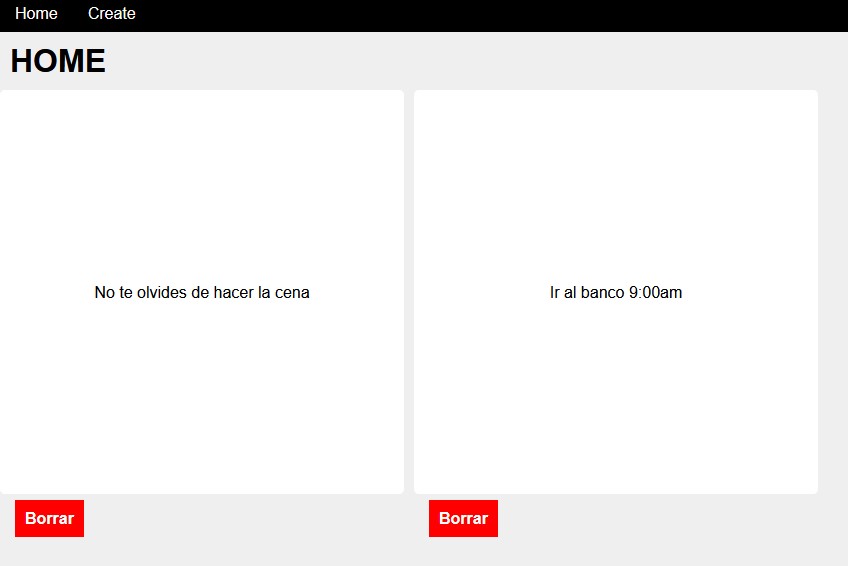 Home Create
HOME
No te olvides de hacer la cena
Ir al banco 9:00am
Borrar
Borrar